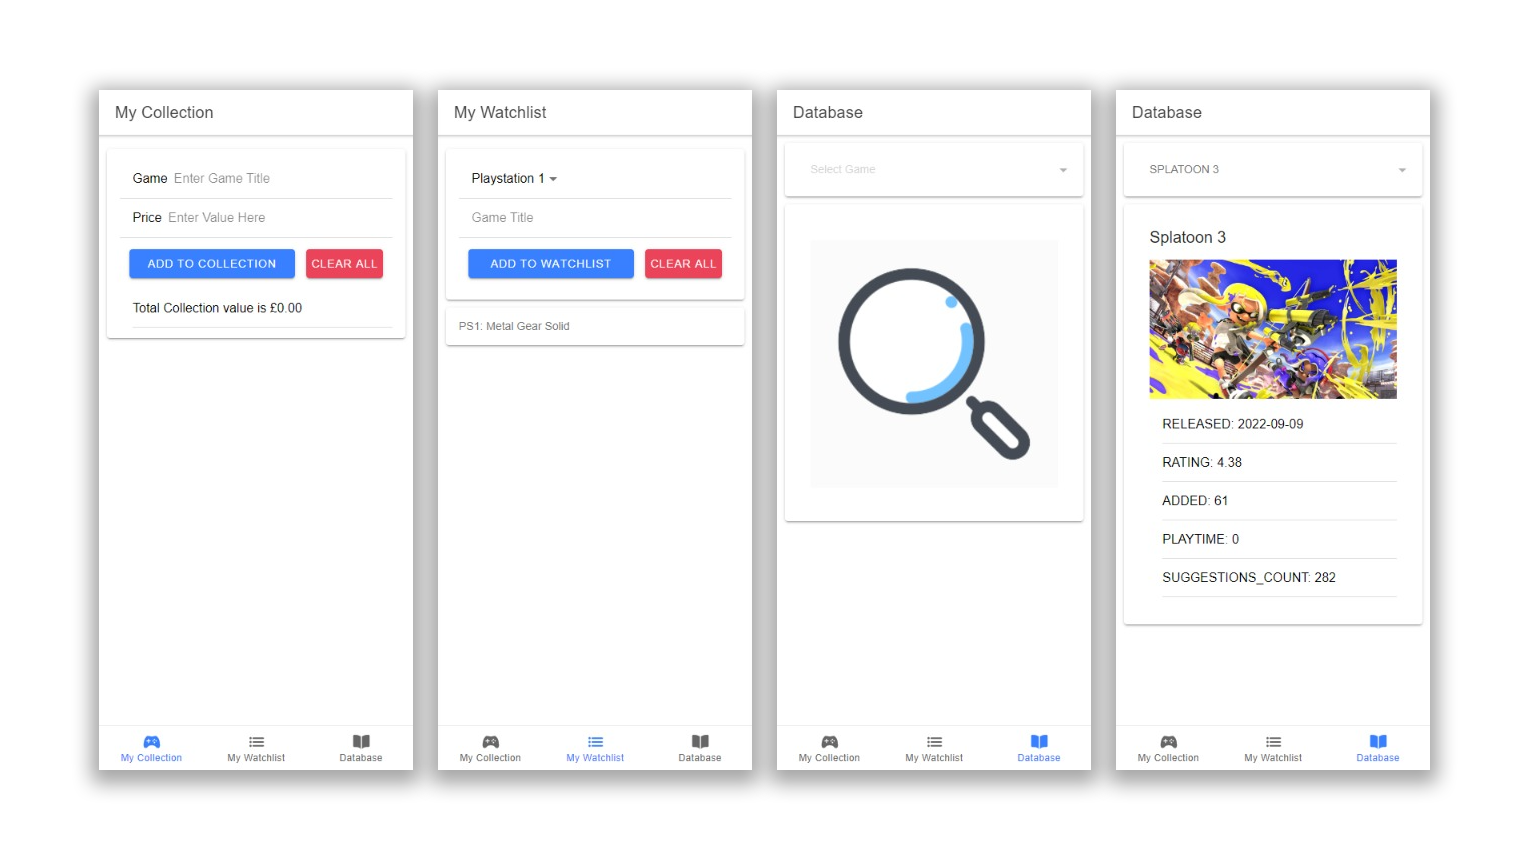 My Collection
Game Enter Game Title
Price Enter Value Here
ADD TO COLLECTION CLEAR ALL
Total Collection value is £0.00
My Collection My Watchlist Database
My Watchlist
Playstation 1
Game Title
ADD TO WATCHLIST CLEAR ALL
PS1: Metal Gear Solid
My Collection My Watchlist Database
Database
Select Game
My Collection My Watchlist Database
Database
SPLATOON 3
Splatoon 3
RELEASED: 2022-09-09
RATING: 4.38
ADDED: 61
PLAYTIME: 0
SUGGESTIONS_COUNT: 282
My Collection My Watchlist Database